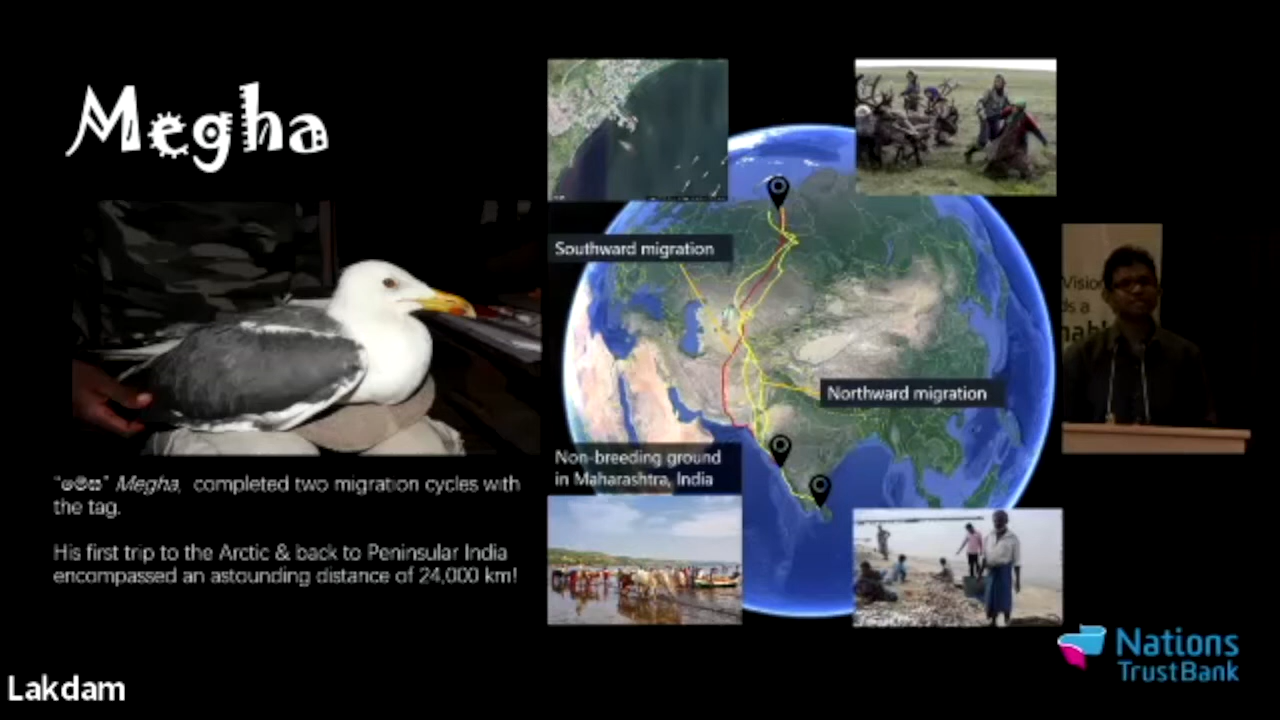 Megha
Southward migration
Northward migration
Non-breeding ground
in Maharashtra, India
Megha, completed two migration cycles with
the tag.
His first trip to the Arctic & back to Peninsular India
encompassed an astounding distance of 24,000 km!
Visio
ds a
Nations
TrustBank
Lakdam